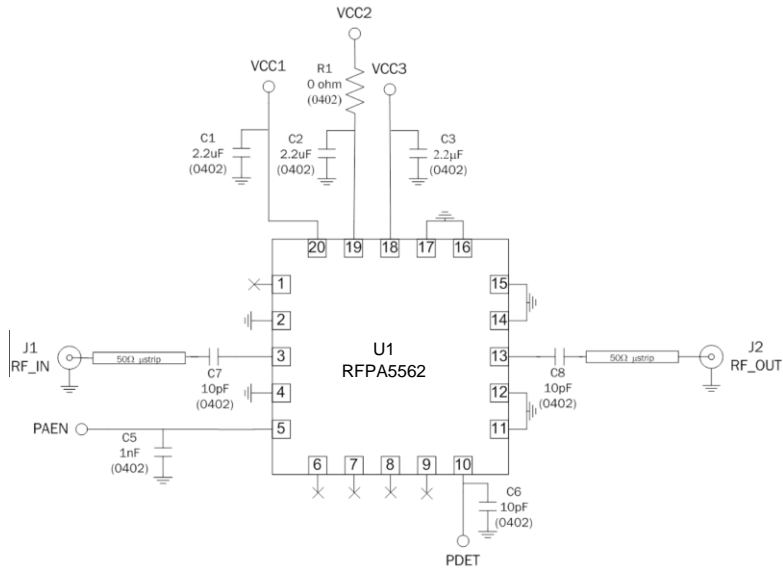 VCC2
VCC1
R1
0 ohm
(0402)
VCC3
C1
2.2uF
(0402)
C2
2.2uF
(0402)
C3
2.2µF
(0402)
20
19
18
17
16
1
2
3
4
5
15
14
13
12
11
6
7
8
9
10
U1
RFPA5562
J1
RF_IN
50Ω µstrip
C7
10pF
(0402)
PAEN
C5
1nF
(0402)
C8
10pF
(0402)
50Ω µstrip
J2
RF_OUT
C6
10pF
(0402)
PDET